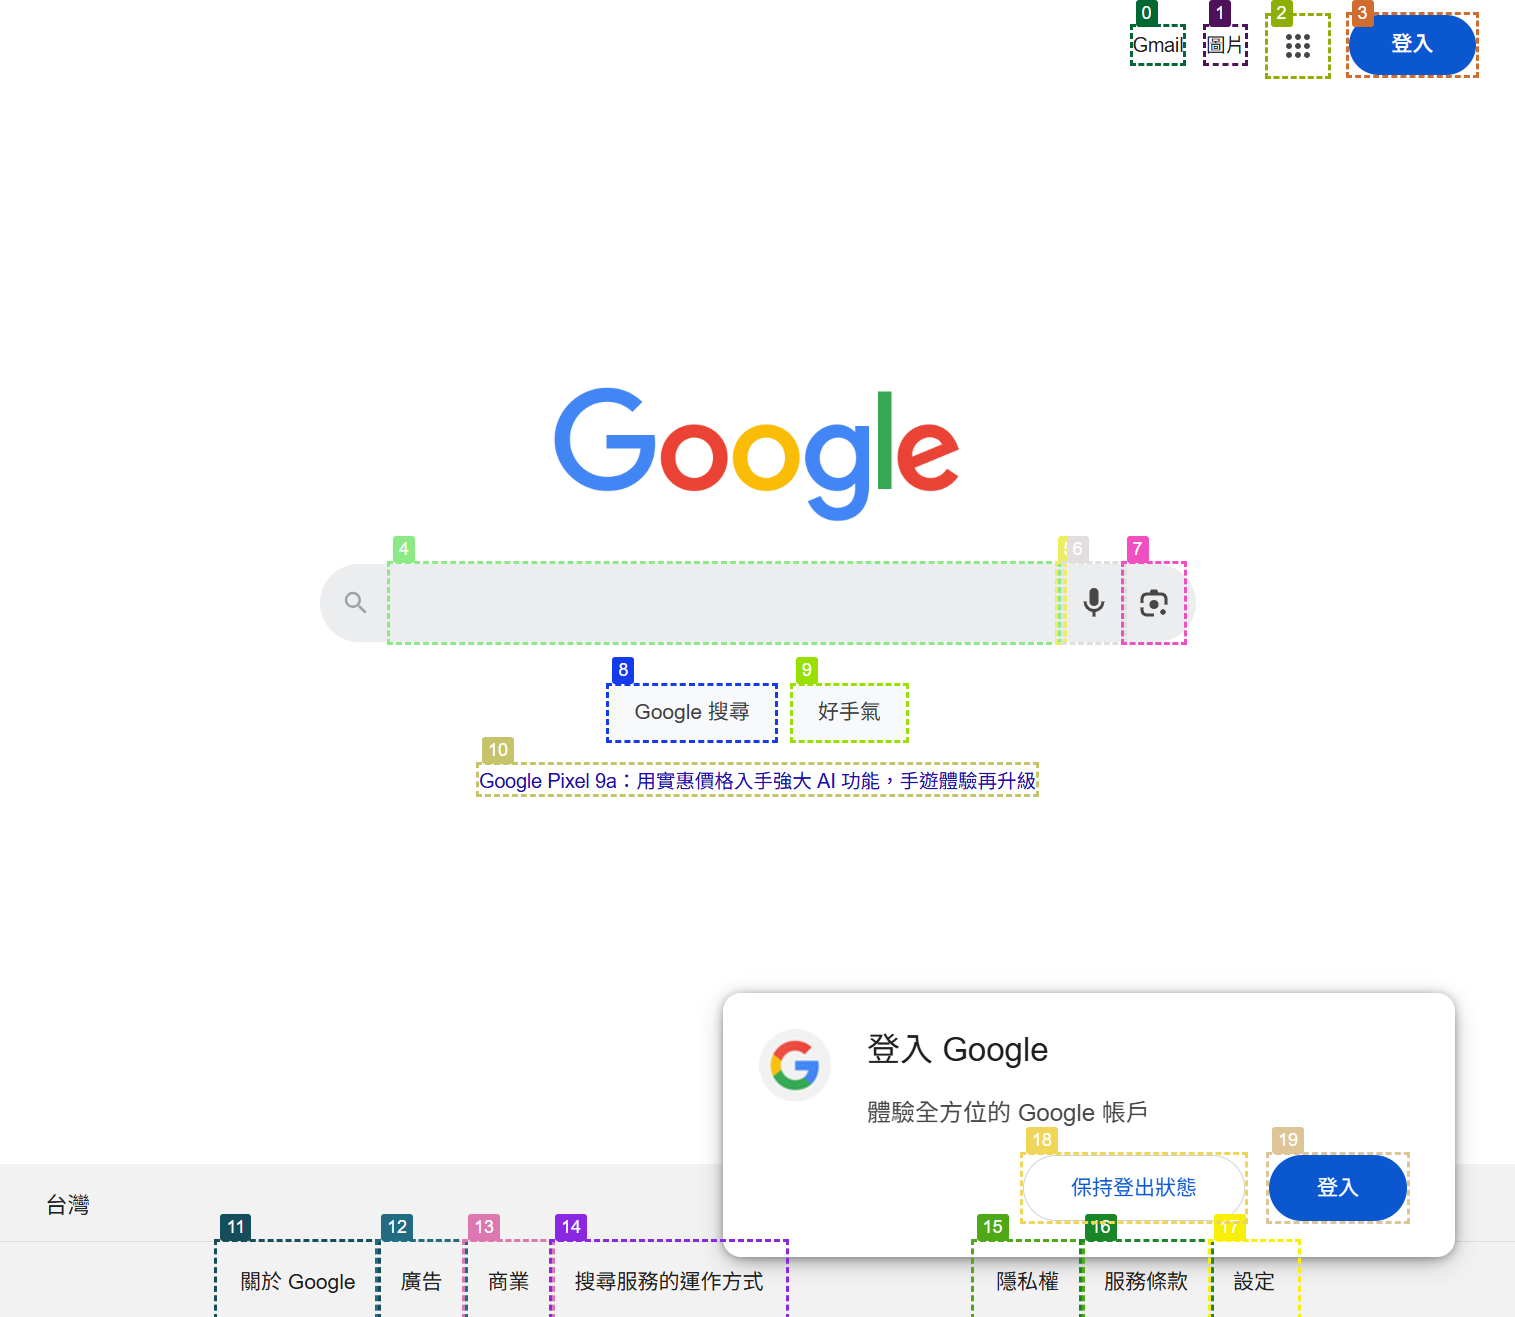 0
1
2
3
Gmail
圖片
登入
Google
4
6
7
8
9
Google 搜尋
好手氣
10
Google Pixel 9a：用實惠價格入手強大 AI 功能，手遊體驗再升級
登入 Google
體驗全方位的 Google 帳戶
18
19
保持登出狀態
登入
台灣
11
12
13
14
15
16
17
關於 Google
廣告
商業
搜尋服務的運作方式
隱私權
服務條款
設定